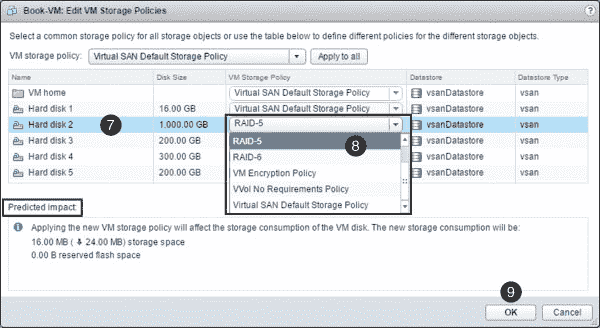 Book-VM: Edit VM Storage Policies
Select a common storage policy for all storage objects or use the table below to define different policies for the different storage objects.
VM storage policy: Virtual SAN Default Storage Policy Apply to all
Name Disk Size VM Storage Policy Datastore Datastore Type
VM home Virtual SAN Default Storage Policy vsanDatastore vsan
Hard disk 1 16.00 GB Virtual SAN Default Storage Policy vsanDatastore vsan
Hard disk 2 7 1,000.00 GB RAID-5 vsanDatastore vsan
Hard disk 3 200.00 GB RAID-5 8 vsanDatastore vsan
Hard disk 4 300.00 GB RAID-6 vsanDatastore vsan
Hard disk 5 200.00 GB VM Encryption Policy vsanDatastore vsan
VVol No Requirements Policy
Virtual SAN Default Storage Policy
Predicted impact:
Applying the new VM storage policy will affect the storage consumption of the VM disk. The new storage consumption will be:
16.00 MB ( 24.00 MB) storage space
0.00 B reserved flash space
9
OK Cancel